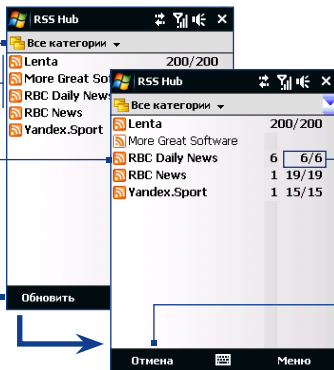 RSS Hub
Все категории
Lenta 200/200
More Great So
RBC Daily News
RBC News
Yandex.Sport
Обновить
RSS Hub
Все категории
Lenta 200/200
More Great Software
RBC Daily News 6 6/6
RBC News 1 19/19
Yandex.Sport 1 15/15
Отмена Меню